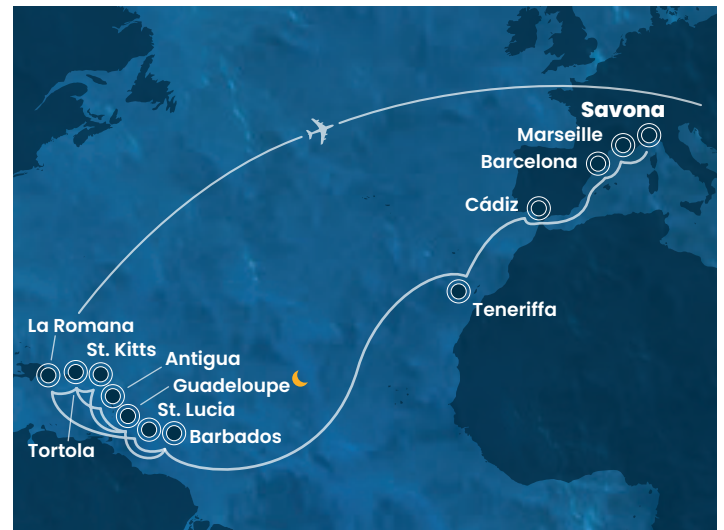 Savona
Marseille
Barcelona
Cádiz
Teneriffa
La Romana
St. Kitts
Antigua
Guadeloupe
St. Lucia
Barbados
Tortola